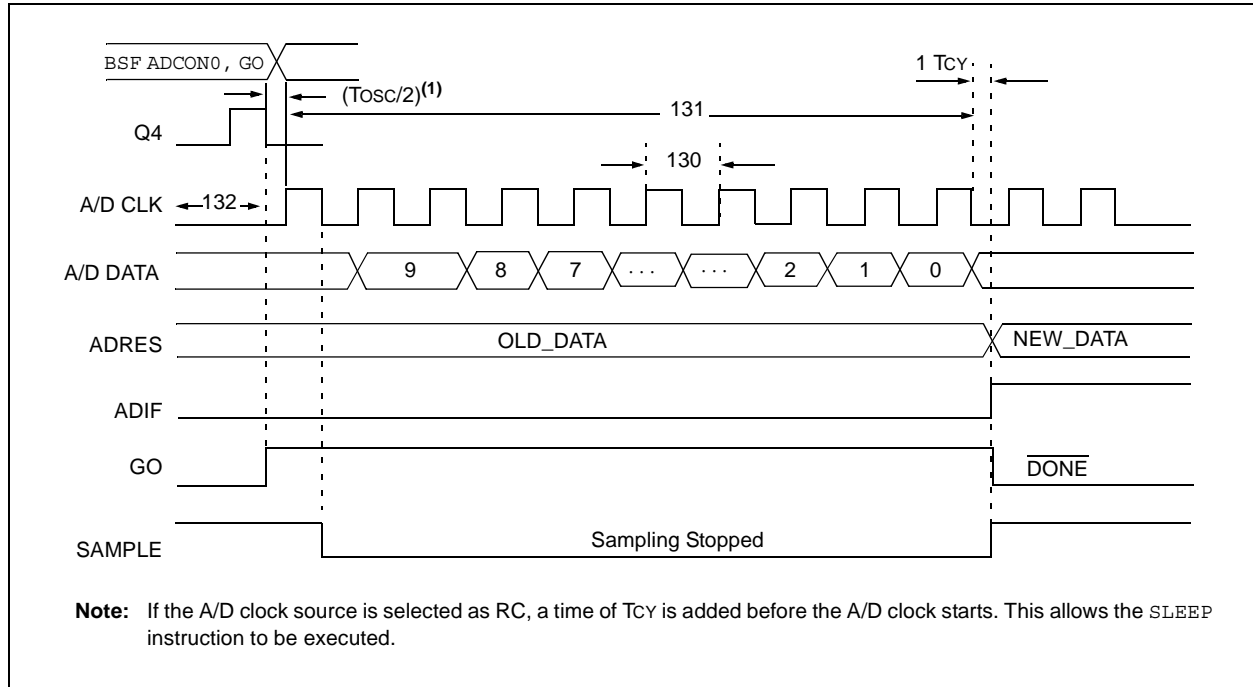 BSF ADCON0, GO
1 TCY
(TOSC/2)(1)
131
Q4
130
A/D CLK
132
A/D DATA
9 8 7 . . . . . . 2 1 0
ADRES
OLD_DATA
NEW_DATA
ADIF
GO
DONE
SAMPLE
Sampling Stopped
Note: If the A/D clock source is selected as RC, a time of TCY is added before the A/D clock starts. This allows the SLEEP
instruction to be executed.